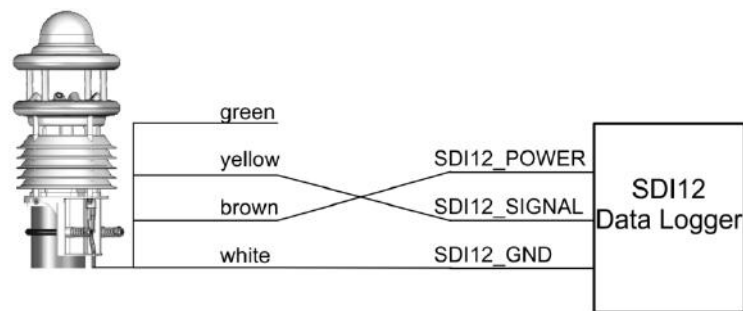 green
yellow
SDI12_POWER
brown
SDI12_SIGNAL
white
SDI12_GND
SDI12
Data Logger